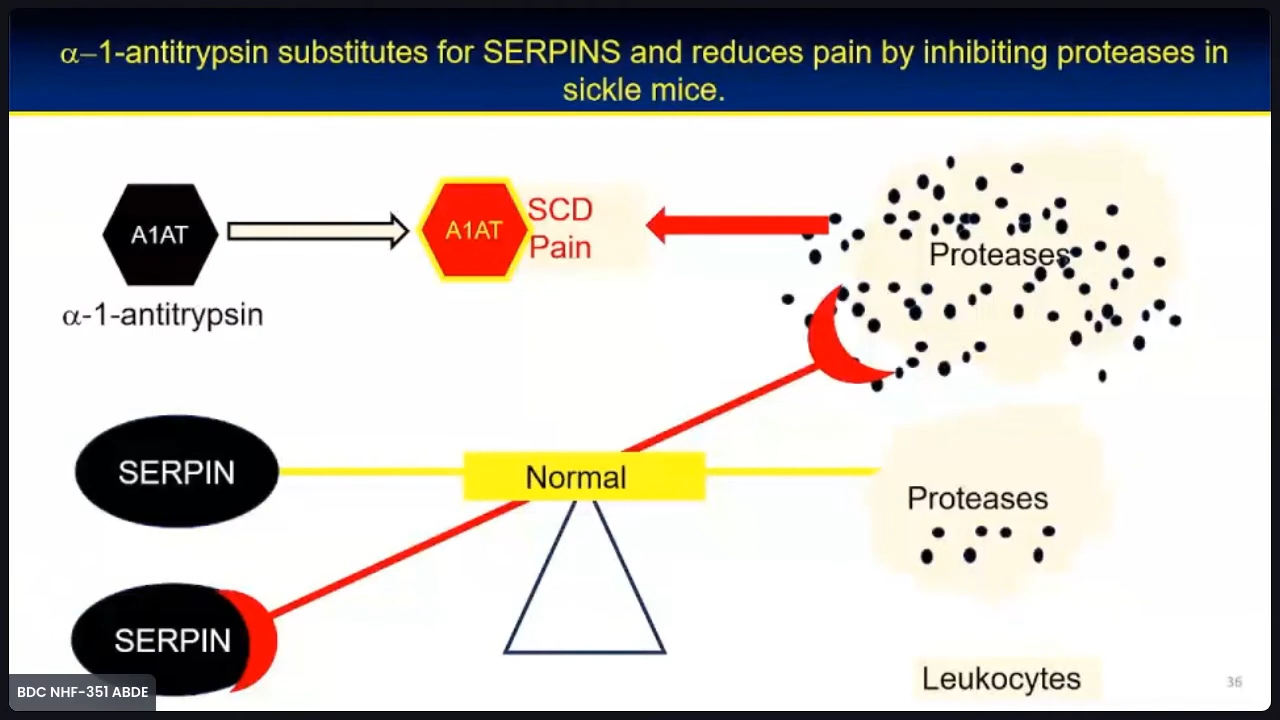 α–1-antitrypsin substitutes for SERPINS and reduces pain by inhibiting proteases in
sickle mice.
A1AT
A1AT
SCD
Pain
Proteases
α-1-antitrypsin
SERPIN
Normal
Proteases
SERPIN
Leukocytes
36
BDC NHF-351 ABDE